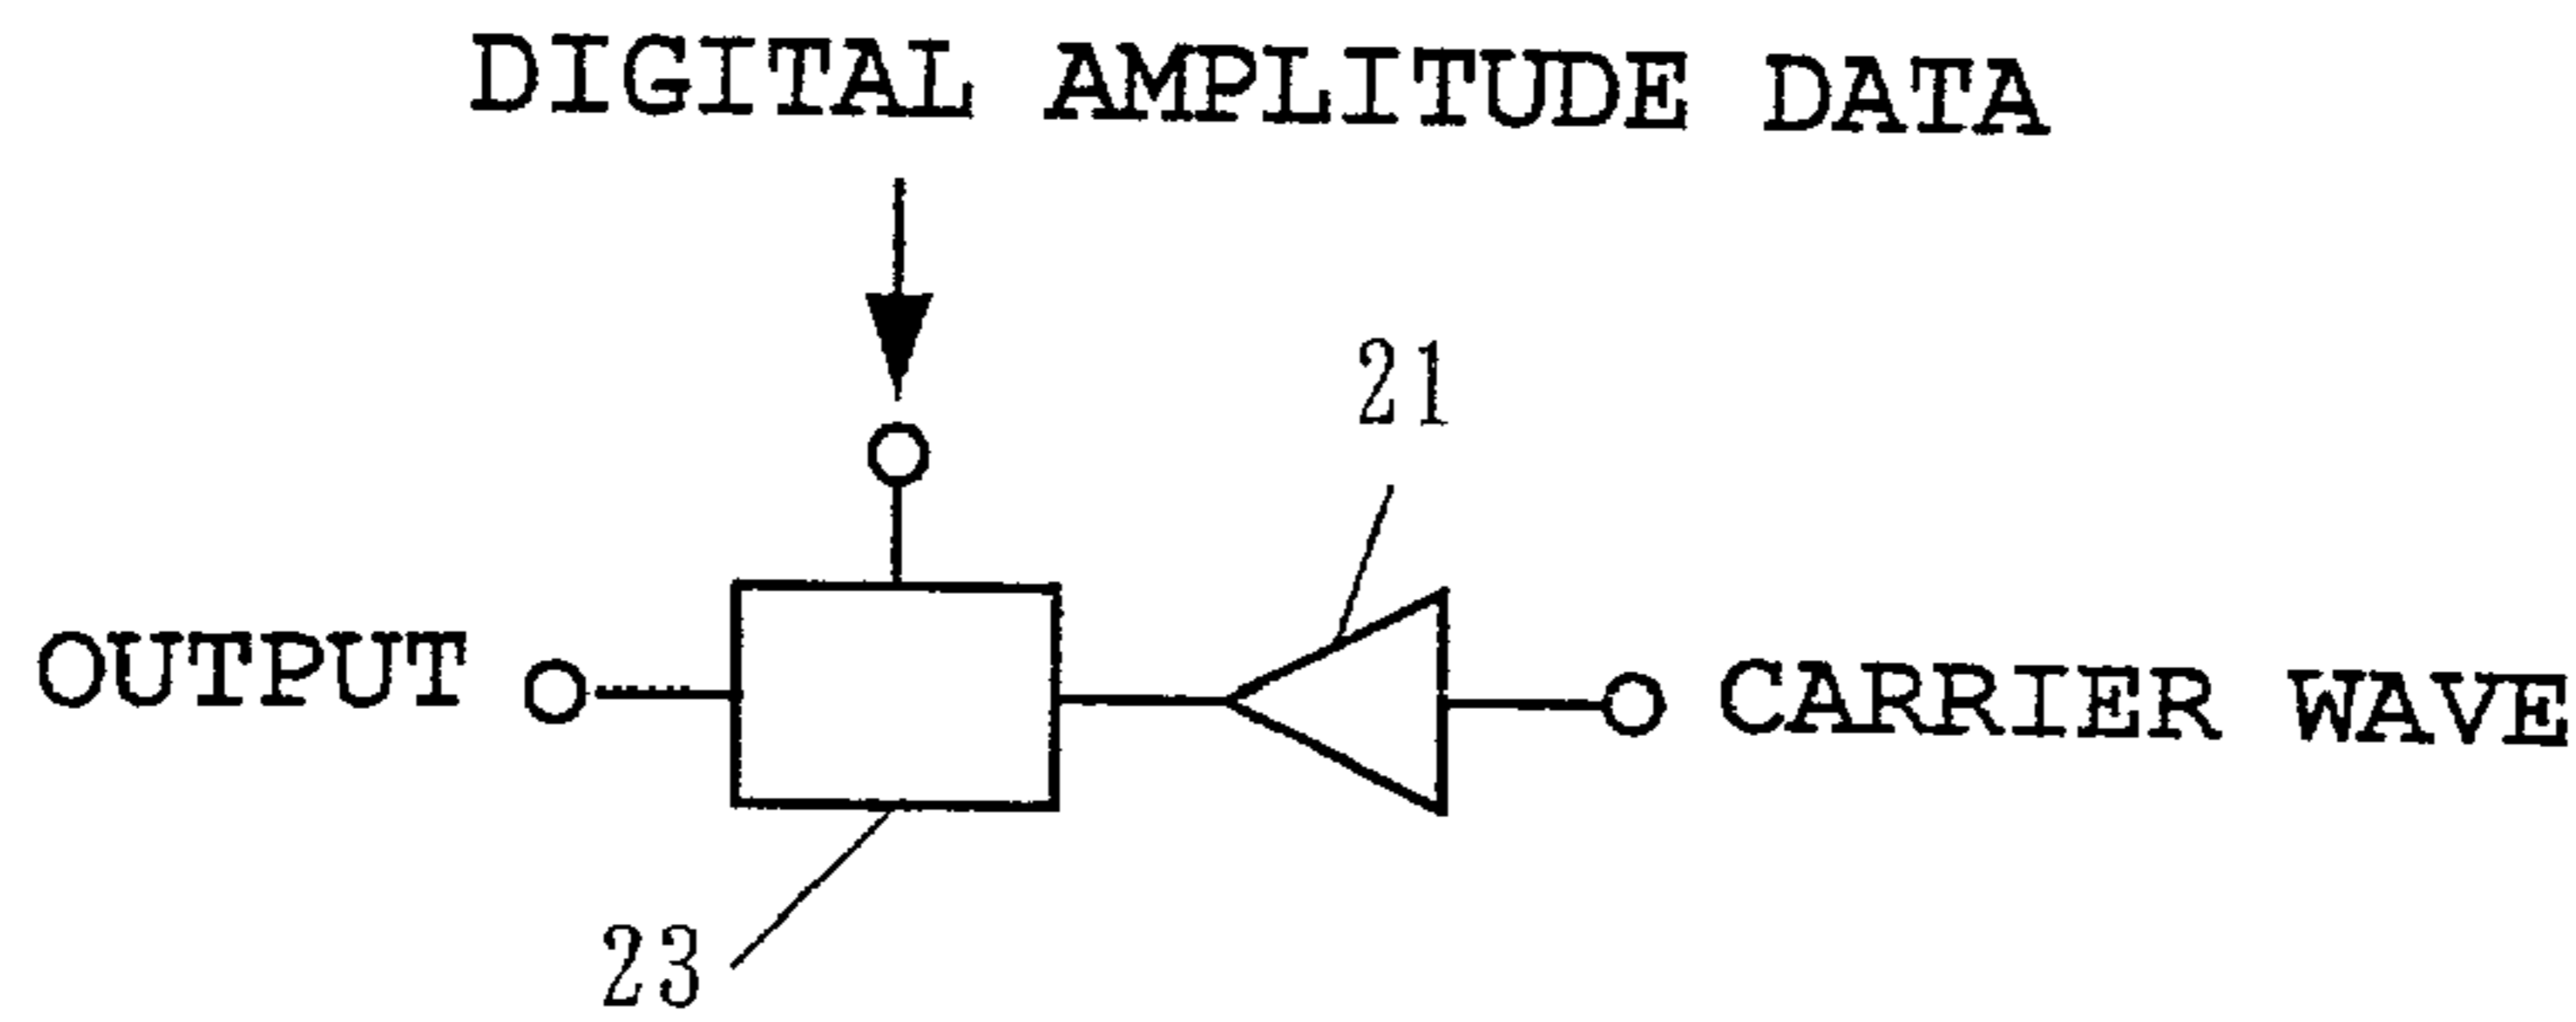 DIGITAL AMPLITUDE DATA
21
OUTPUT
CARRIER WAVE
23